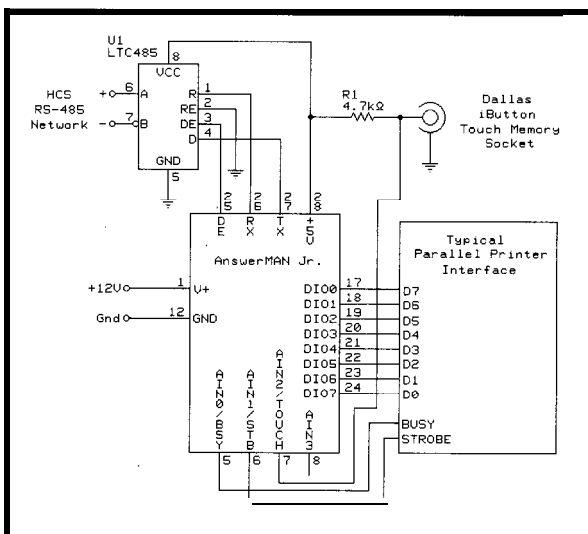 U1
LTC485
8
VCC
HCS
RS-485
Network
+
6
A
-
7
B
R
1
RE
2
DE
3
D
4
GND
5
R1
4.7kΩ
Dallas
iButton
Touch Memory
Socket
25
26
27
28
DE
RX
TX
+5V
AnswerMAN Jr.
+12V
1
V+
Gnd
12
GND
Typical
Parallel Printer
Interface
DIO0 17 D7
DIO1 18 D6
DIO2 19 D5
DIO3 20 D4
DIO4 21 D3
DIO5 22 D2
DIO6 23 D1
DIO7 24 D0
AIN0/BSY
AIN1/STB
AIN2/TOUCH
AIN3
5
6
7
8
BUSY
STROBE